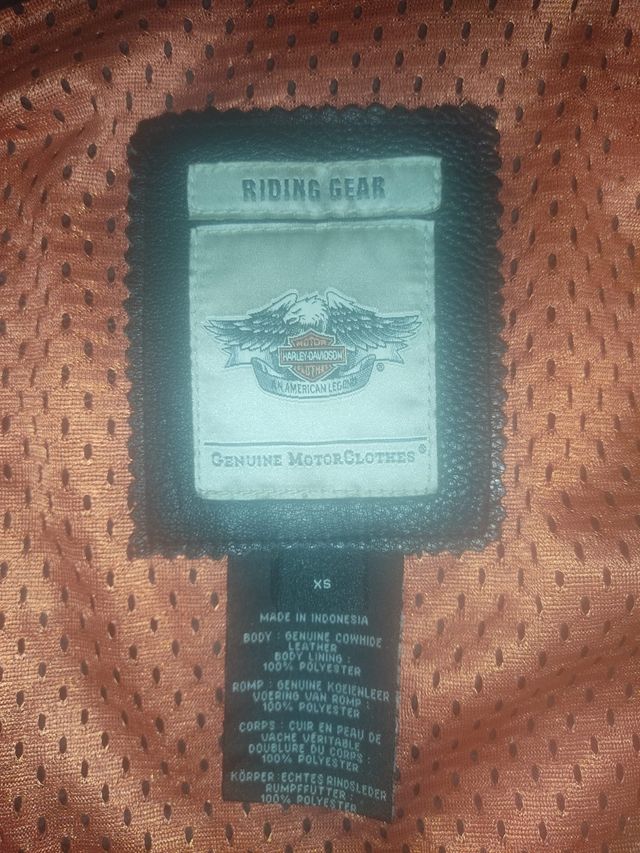 RIDING GEAR
MOTOR
HARLEY-DAVIDSON
CLOTHES
®
AN AMERICAN LEGEND
GENUINE MOTORCLOTHES®
XS
MADE IN INDONESIA
BODY : GENUINE COWHIDE
LEATHER
BODY LINING :
100% POLYESTER
ROMP : GENUINE KOEIENLEER
VOERING VAN ROMP :
100% POLYESTER
CORPS : CUIR EN PEAU DE
VACHE VÉRITABLE
DOUBLURE DU CORPS :
100% POLYESTER
KÖRPER : ECHTES RINDSLEDER
RUMPFFUTTER :
100% POLYESTER